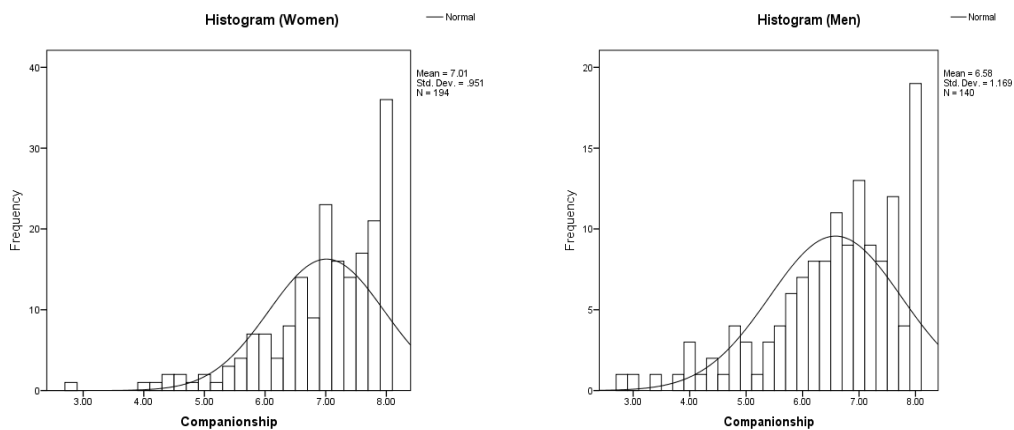 Histogram (Women)
Normal
40
30
20
10
0
Frequency
3.00 4.00 5.00 6.00 7.00 8.00
Companionship
Mean = 7.01
Std. Dev. = .951
N = 194
Histogram (Men)
Normal
20
15
10
5
0
Frequency
3.00 4.00 5.00 6.00 7.00 8.00
Companionship
Mean = 6.58
Std. Dev. = 1.169
N = 140